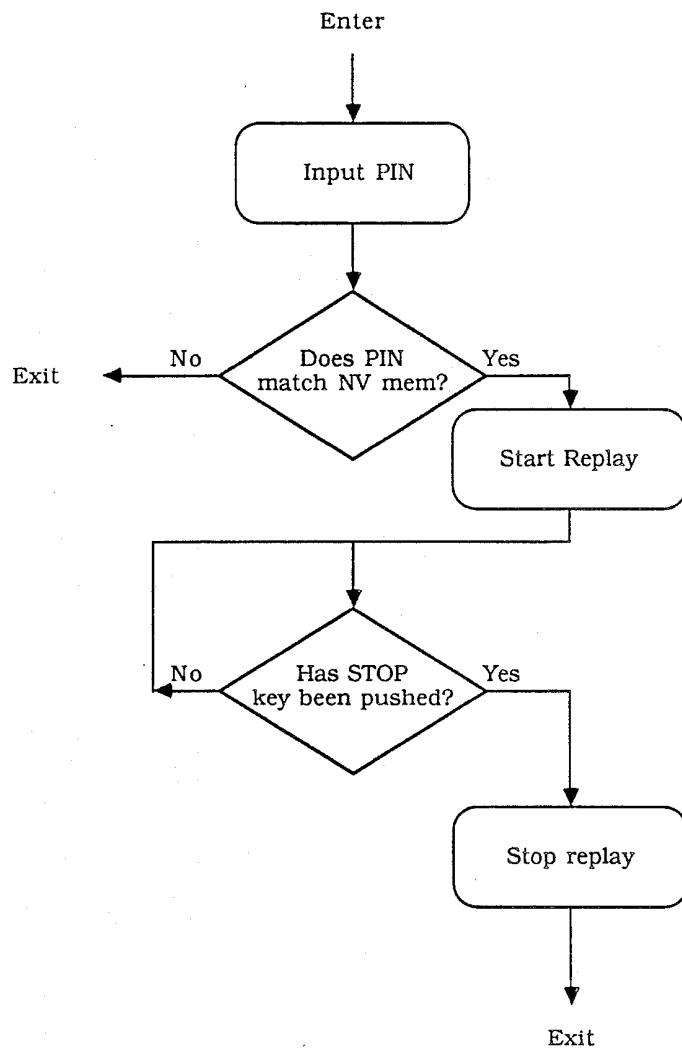 Enter
Input PIN
No
Does PIN
match NV mem?
Yes
Exit
Start Replay
No
Has STOP
key been pushed?
Yes
Stop replay
Exit